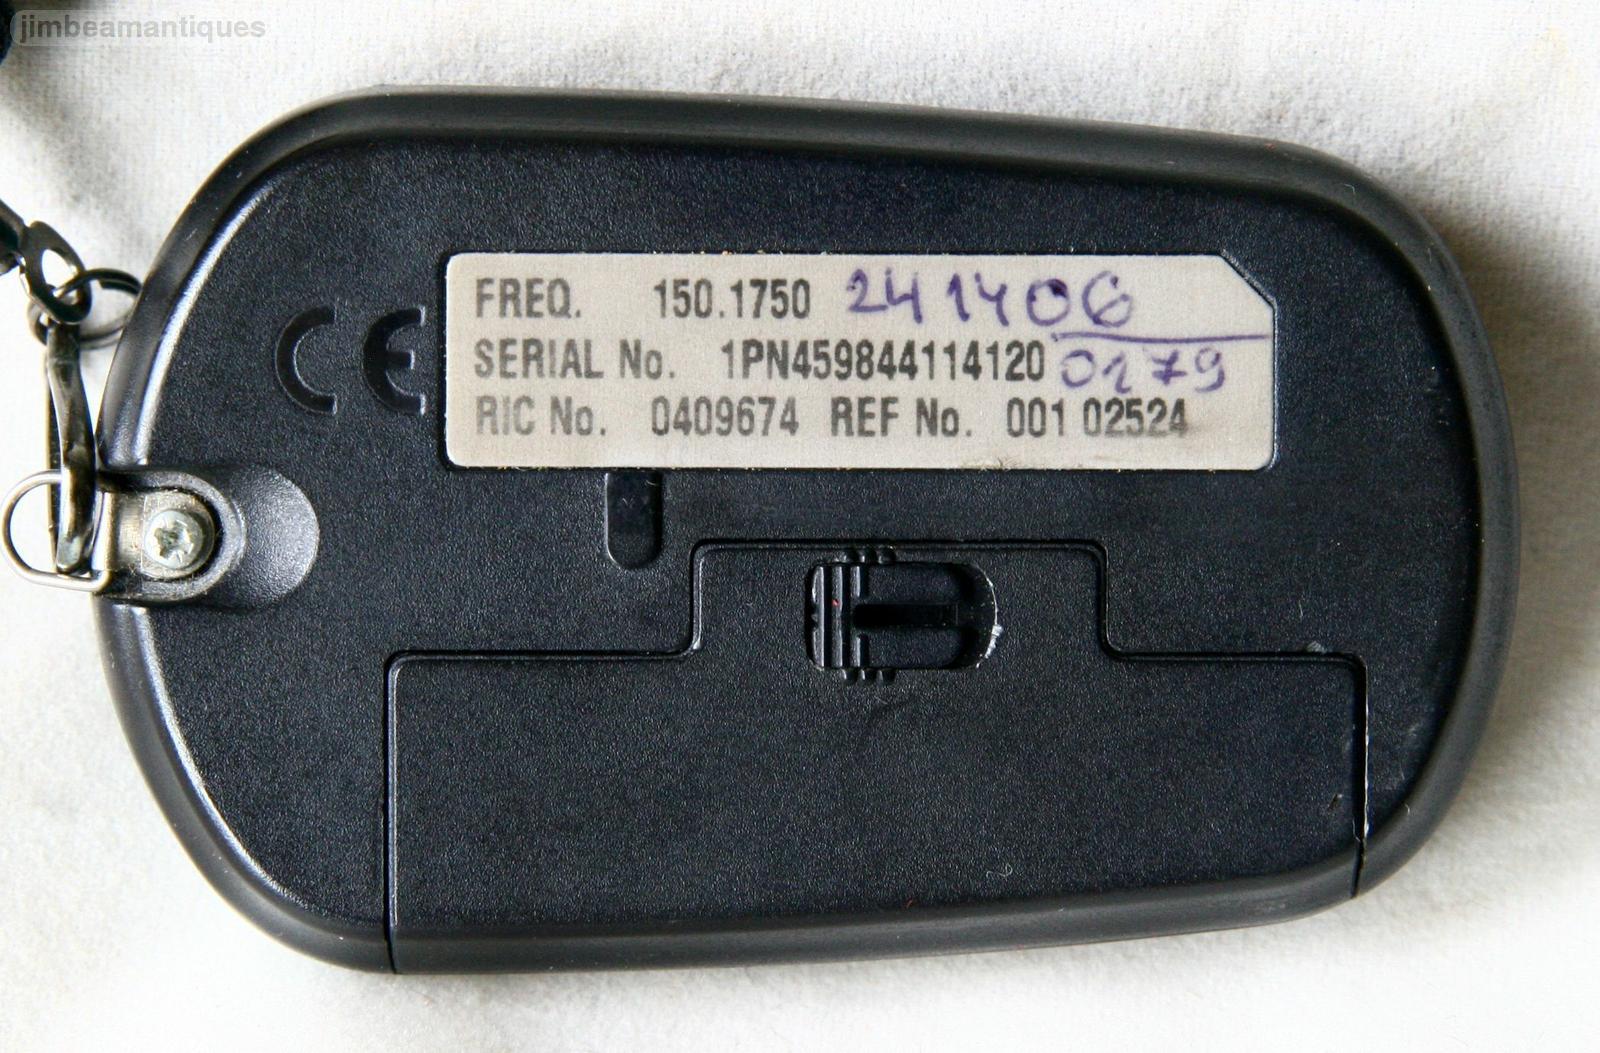 jimbeamantiques
CE
FREQ. 150.1750 241406
SERIAL No. 1PN459844114120 0179
RIC No. 0409674 REF No. 001 02524